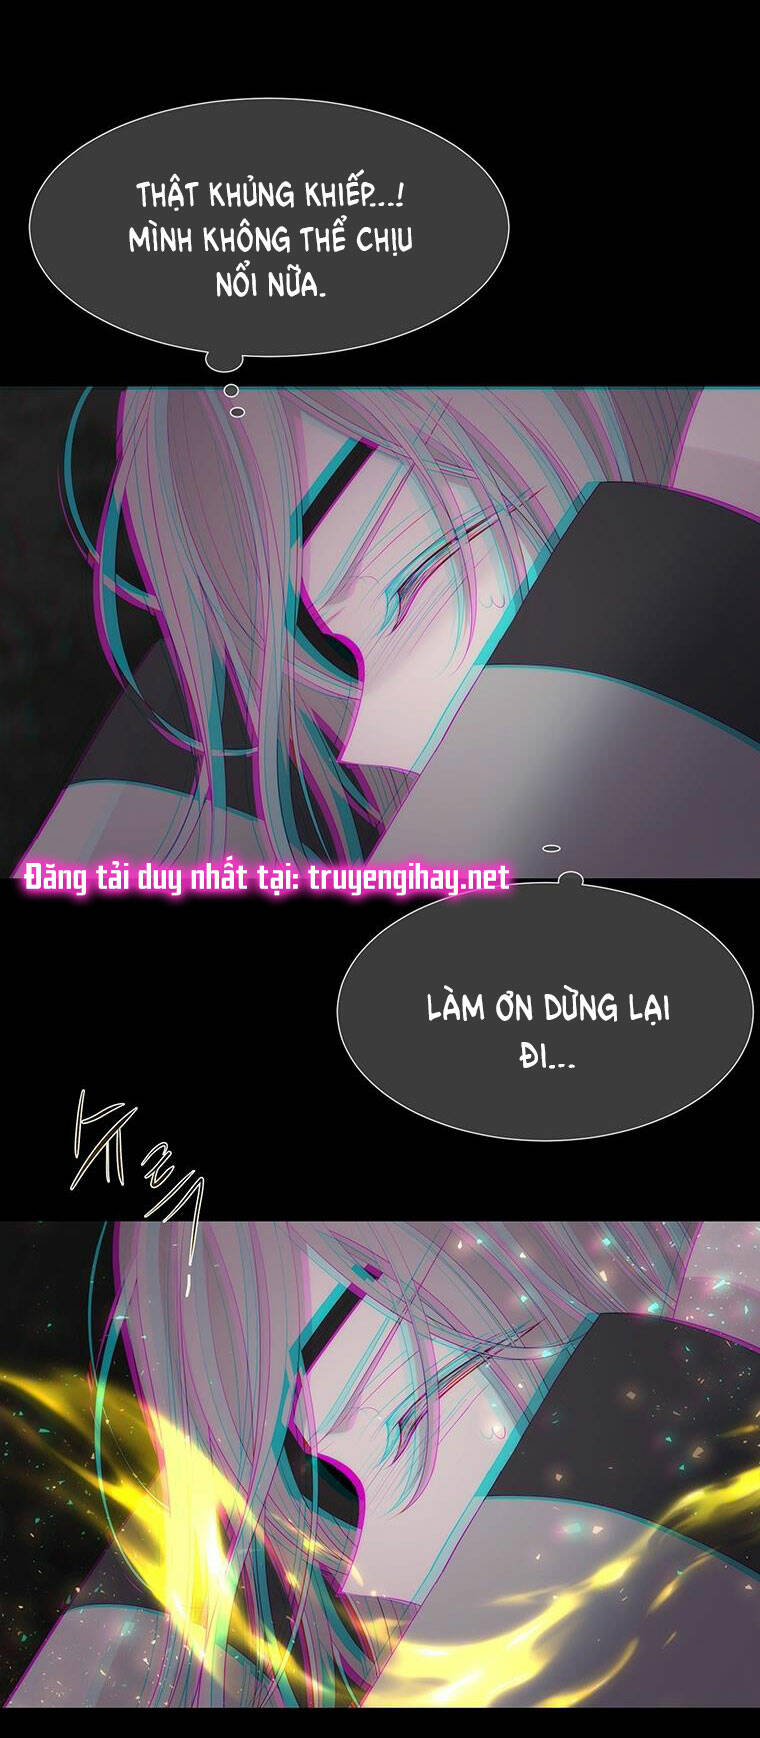 THẬT KHỦNG KHIẾP...!
MÌNH KHÔNG THỂ CHỊU
NỔI NỮA.
Đăng tải duy nhất tại: truyengihay.net
LÀM ƠN DỪNG LẠI
ĐI...